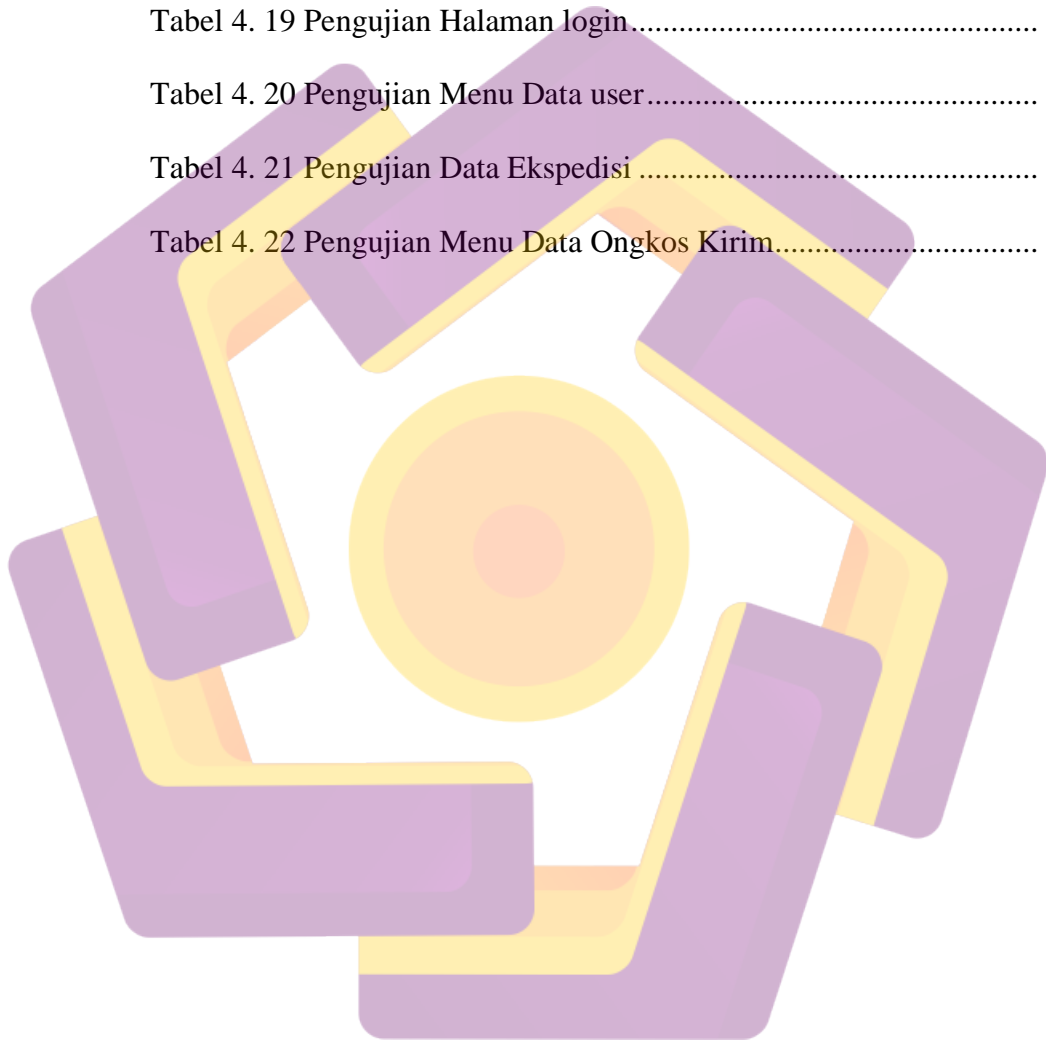 Tabel 4. 19 Pengujian Halaman login................................................
Tabel 4. 20 Pengujian Menu Data user..............................................
Tabel 4. 21 Pengujian Data Ekspedisi ...............................................
Tabel 4. 22 Pengujian Menu Data Ongkos Kirim...............................